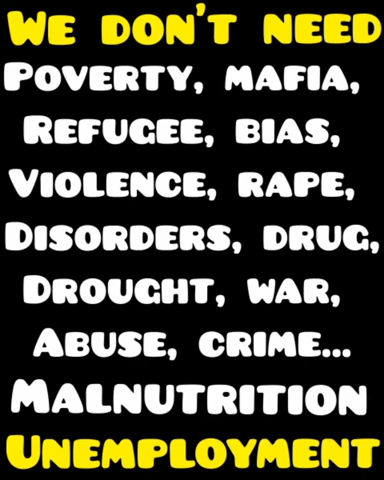 We don't need
Poverty, mafia,
Refugee, bias,
Violence, rape,
Disorders, drug,
Drought, war,
Abuse, crime...
Malnutrition
Unemployment